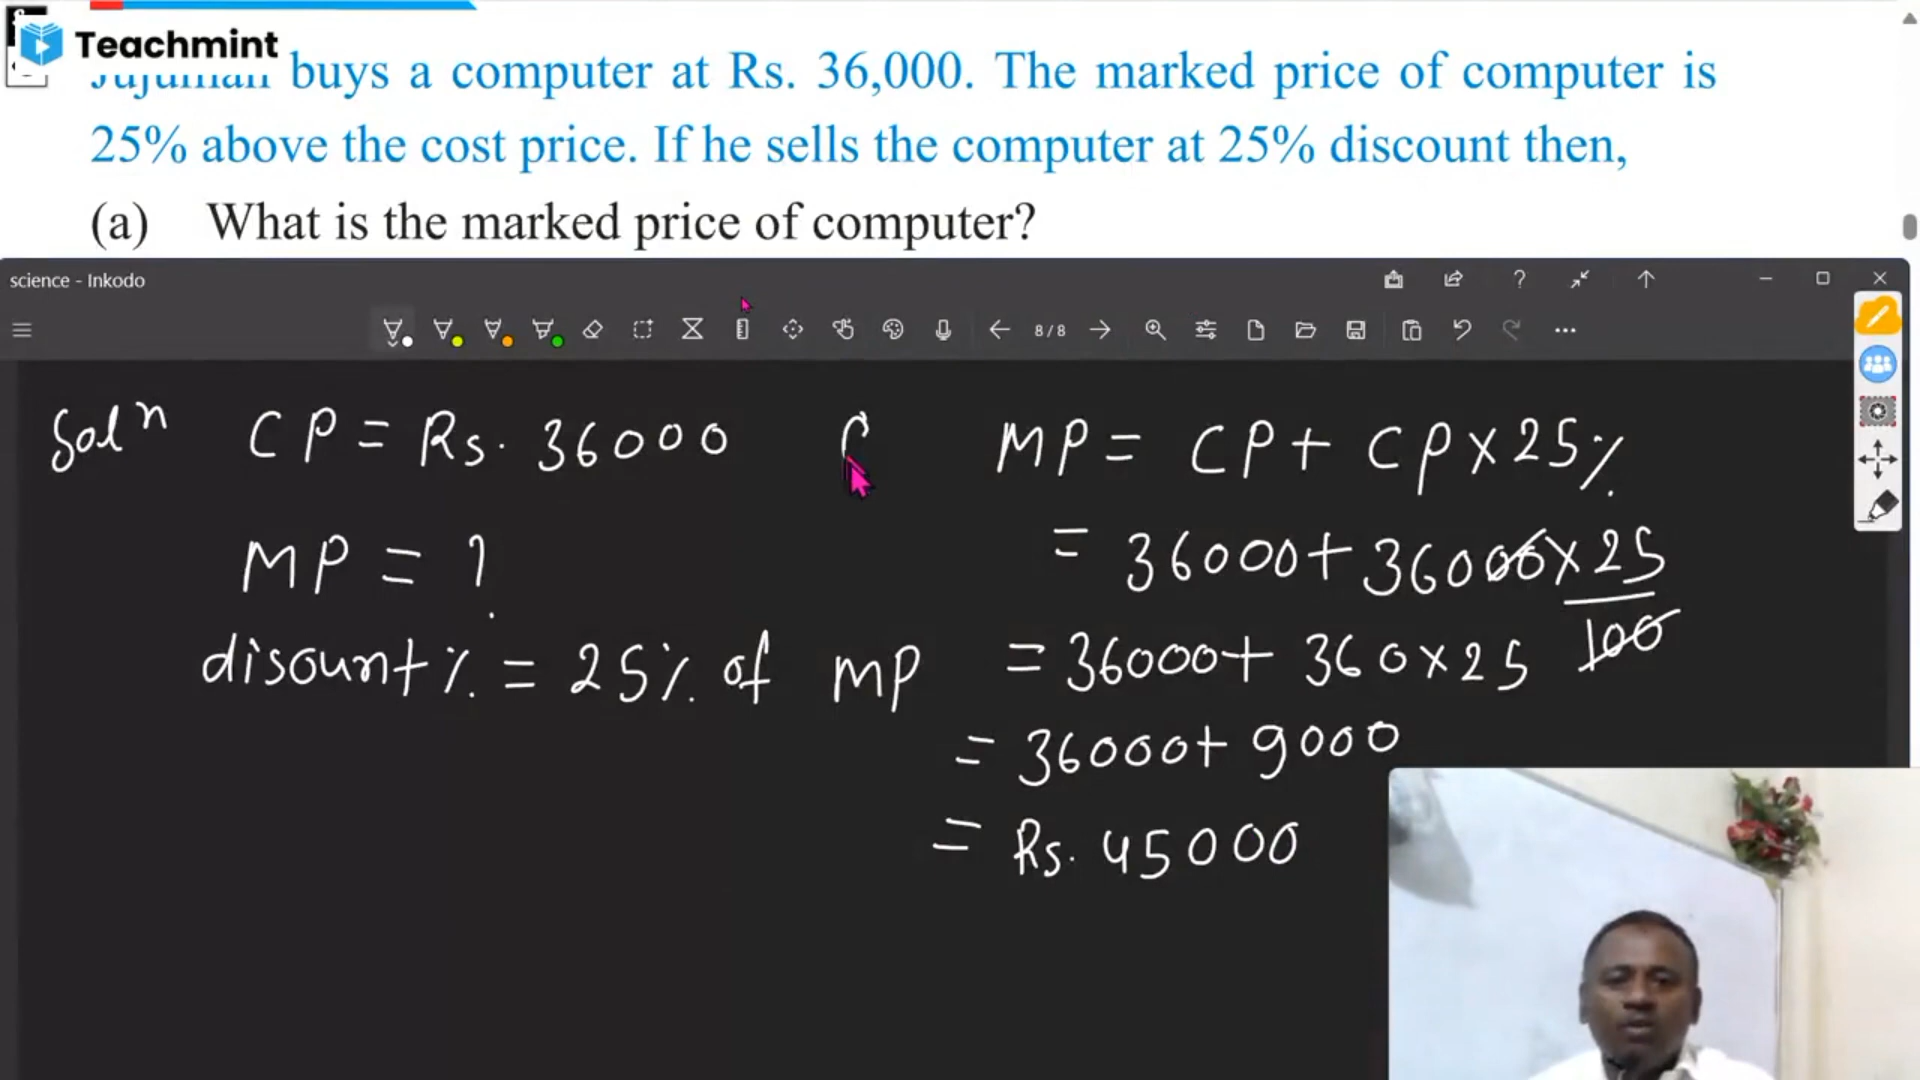 Teachmint
buys a computer at Rs. 36,000. The marked price of computer is
25% above the cost price. If he sells the computer at 25% discount then,
(a) What is the marked price of computer?
science - Inkodo
8/8
Solⁿ CP = Rs. 36000
MP = ?
disount % = 25% of MP
MP = CP + CP x 25%
= 36000 + 36000 x 25
100
= 36000 + 360 x 25
= 36000 + 9000
= Rs. 45000